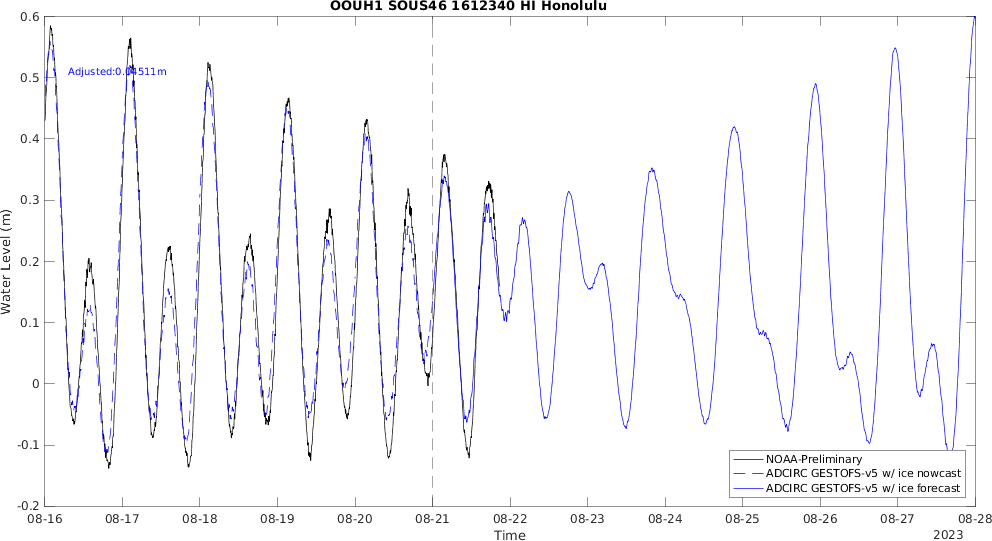 OOUH1 SOUS46 1612340 HI Honolulu
Adjusted:0.04511m
Water Level (m)
0.6
0.5
0.4
0.3
0.2
0.1
0
-0.1
-0.2
08-16 08-17 08-18 08-19 08-20 08-21 08-22 08-23 08-24 08-25 08-26 08-27 08-28
Time
2023
NOAA-Preliminary
ADCIRC GESTOFS-v5 w/ ice nowcast
ADCIRC GESTOFS-v5 w/ ice forecast